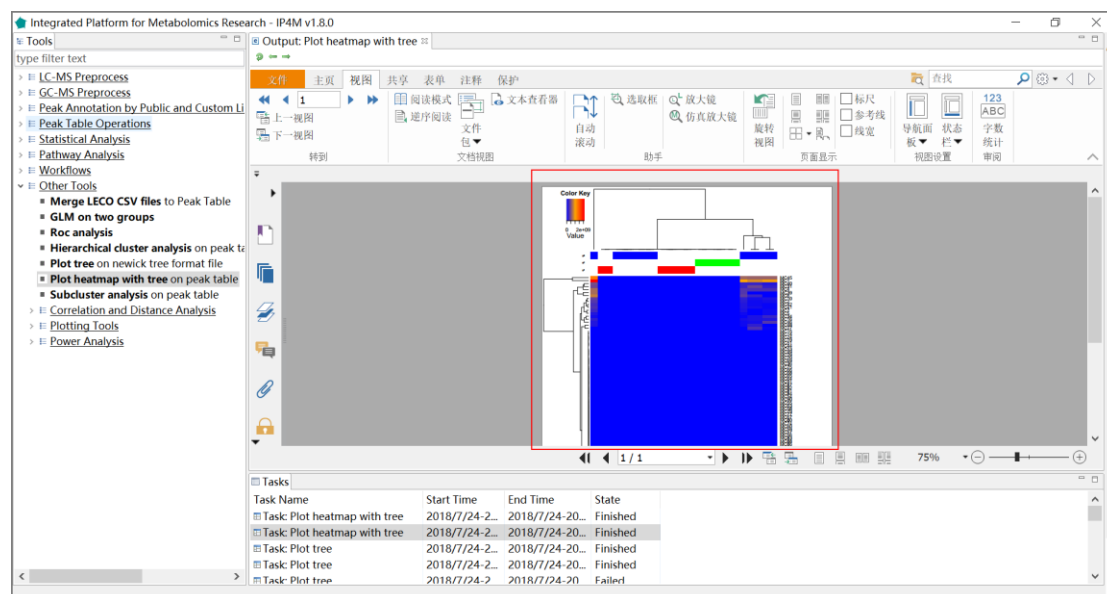 Integrated Platform for Metabolomics Research - IP4M v1.8.0
Tools
type filter text
LC-MS Preprocess
GC-MS Preprocess
Peak Annotation by Public and Custom Li
Peak Table Operations
Statistical Analysis
Pathway Analysis
Workflows
Other Tools
Merge LECO CSV files to Peak Table
GLM on two groups
Roc analysis
Hierarchical cluster analysis on peak ta
Plot tree on newick tree format file
Plot heatmap with tree on peak table
Subcluster analysis on peak table
Correlation and Distance Analysis
Plotting Tools
Power Analysis
Output: Plot heatmap with tree
文件 主页 视图 共享 表单 注释 保护 查找
1
上一视图
下一视图
转到
阅读模式
逆序阅读
文件
包
文本查看器
文档视图
自动
滚动
选取框
放大镜
仿真放大镜
助手
旋转
视图
标尺
参考线
线宽
页面显示
导航面
板
状态
栏
视图设置
123
ABC
字数
统计
审阅
Color Key
Value
1 / 1
75%
Tasks
Task Name Start Time End Time State
Task: Plot heatmap with tree 2018/7/24-2... 2018/7/24-20... Finished
Task: Plot heatmap with tree 2018/7/24-2... 2018/7/24-20... Finished
Task: Plot tree 2018/7/24-2... 2018/7/24-20... Finished
Task: Plot tree 2018/7/24-2... 2018/7/24-20... Finished
Task: Plot tree 2018/7/24-2 2018/7/24-20 Failed